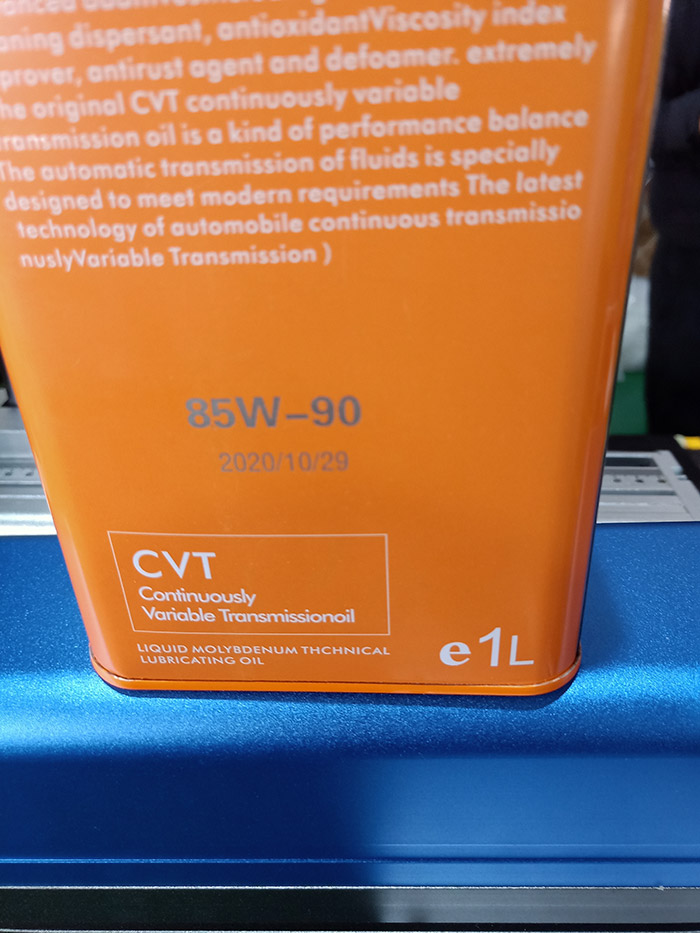 ning dispersant, antioxidantViscosity index
prover, antirust agent and defoamer. extremely
he original CVT continuously variable
ransmission oil is a kind of performance balance
The automatic transmission of fluids is specially
designed to meet modern requirements The latest
technology of automobile continuous transmissio
nuslyVariable Transmission )
85W-90
2020/10/29
CVT
Continuously
Variable Transmissionoil
LIQUID MOLYBDENUM THCHNICAL
LUBRICATING OIL
e 1L